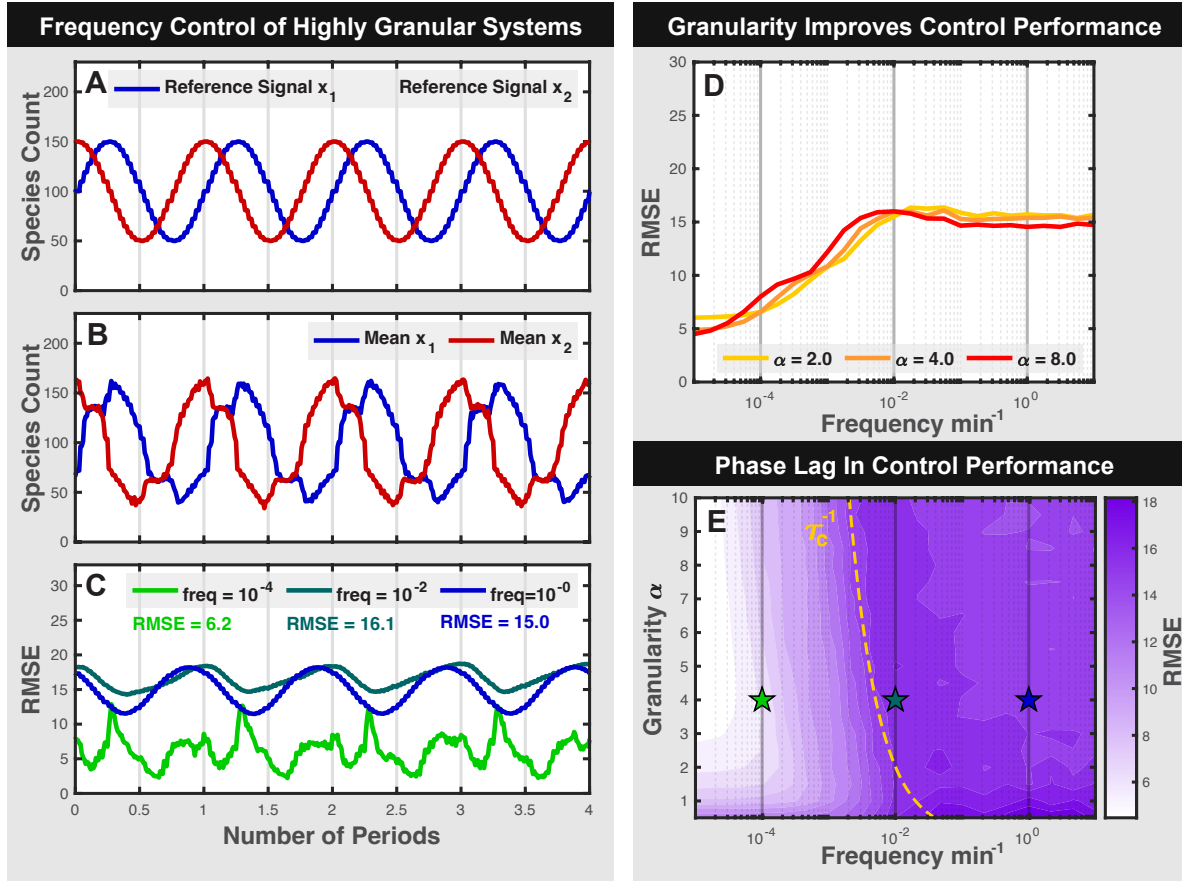 Frequency Control of Highly Granular Systems
A
Reference Signal x1
Reference Signal x2
Species Count
200
150
100
50
0
B
Mean x1
Mean x2
Species Count
200
150
100
50
0
C
freq = 10-4
freq = 10-2
freq=10-0
RMSE = 6.2
RMSE = 16.1
RMSE = 15.0
RMSE
30
25
20
15
10
5
0
0
0.5
1
1.5
2
2.5
3
3.5
4
Number of Periods
Granularity Improves Control Performance
D
RMSE
30
25
20
15
10
5
0
α = 2.0
α = 4.0
α = 8.0
10-4
10-2
100
Frequency min-1
Phase Lag In Control Performance
E
τc-1
Granularity α
10
9
8
7
6
5
4
3
2
1
10-4
10-2
100
Frequency min-1
18
16
14
12
10
8
6
RMSE